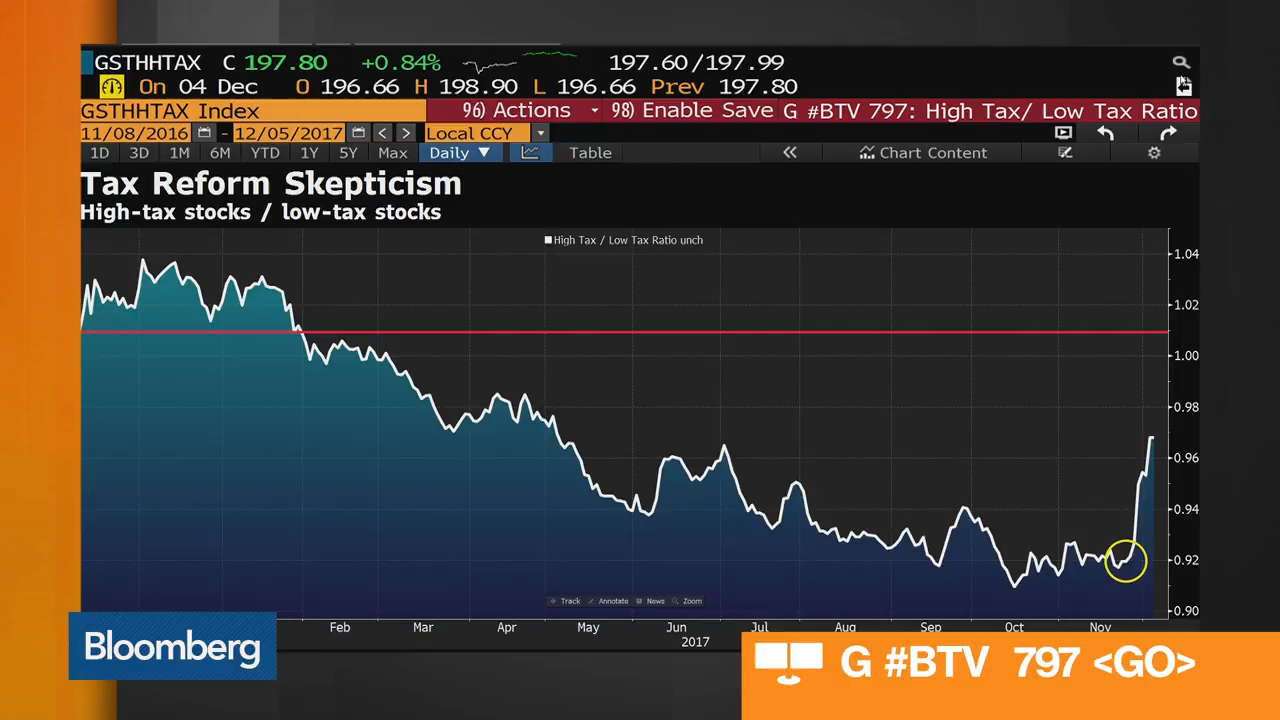 GSTHHTAX C 197.80 +0.84% 197.60/197.99
On 04 Dec O 196.66 H 198.90 L 196.66 Prev 197.80
GSTHHTAX Index 96) Actions 98) Enable Save G #BTV 797: High Tax/ Low Tax Ratio
11/08/2016 - 12/05/2017 < > Local CCY
1D 3D 1M 6M YTD 1Y 5Y Max Daily ▼ Table « Chart Content
Tax Reform Skepticism
High-tax stocks / low-tax stocks
High Tax / Low Tax Ratio unch
1.04
1.02
1.00
0.98
0.96
0.94
0.92
0.90
Track Annotate News Zoom
Feb Mar Apr May Jun Jul Aug Sep Oct Nov
2017
Bloomberg
G #BTV 797 <GO>